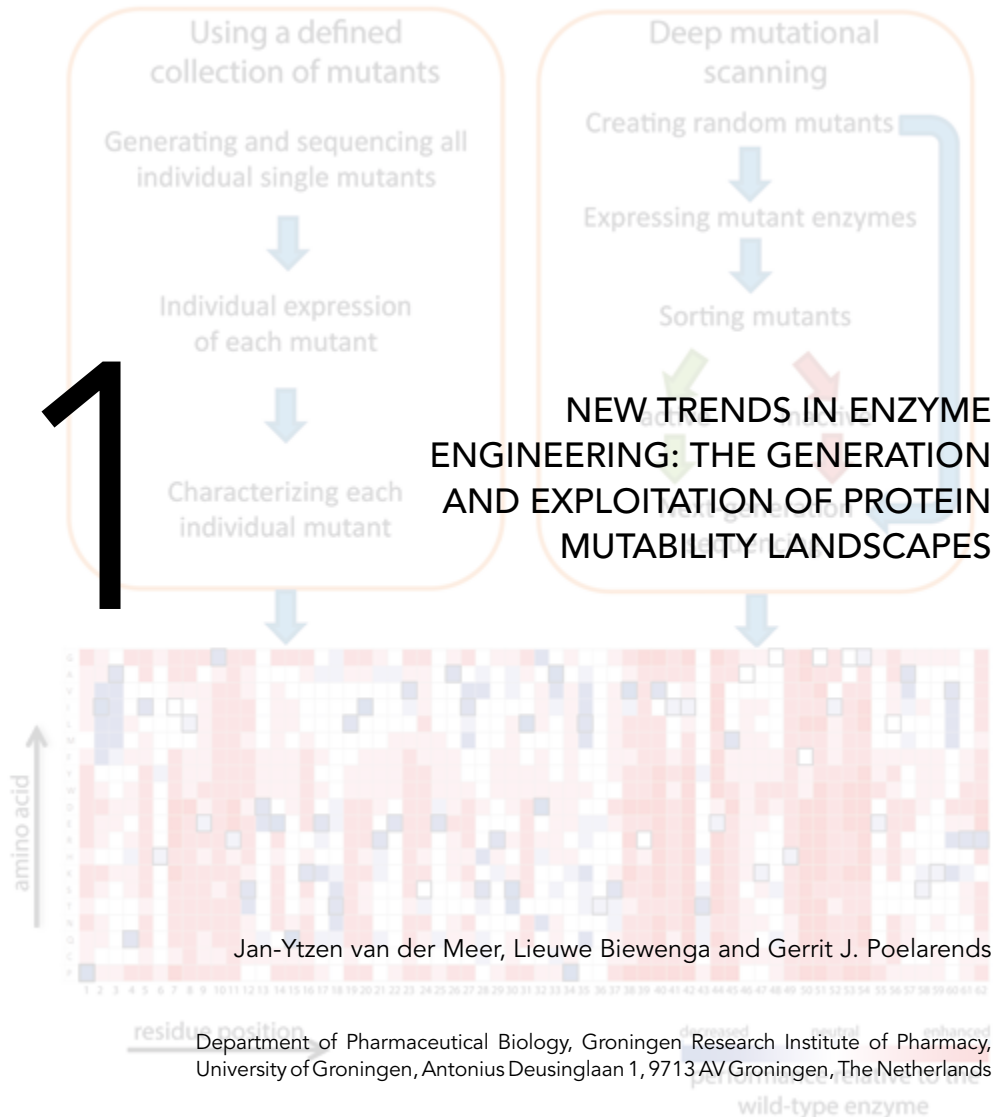 Using a defined
collection of mutants
Generating and sequencing all
individual single mutants
Individual expression
of each mutant
Characterizing each
individual mutant
Deep mutational
scanning
Creating random mutants
Expressing mutant enzymes
Sorting mutants
active inactive
Next-generation
sequencing
1
NEW TRENDS IN ENZYME
ENGINEERING: THE GENERATION
AND EXPLOITATION OF PROTEIN
MUTABILITY LANDSCAPES
amino acid
G
A
V
I
L
M
F
Y
W
D
E
R
H
K
S
T
N
Q
C
P
Jan-Ytzen van der Meer, Lieuwe Biewenga and Gerrit J. Poelarends
1 2 3 4 5 6 7 8 9 10 11 12 13 14 15 16 17 18 19 20 21 22 23 24 25 26 27 28 29 30 31 32 33 34 35 36 37 38 39 40 41 42 43 44 45 46 47 48 49 50 51 52 53 54 55 56 57 58 59 60 61 62
residue position
decreased neutral enhanced
Department of Pharmaceutical Biology, Groningen Research Institute of Pharmacy,
University of Groningen, Antonius Deusinglaan 1, 9713 AV Groningen, The Netherlands
performance relative to the
wild-type enzyme